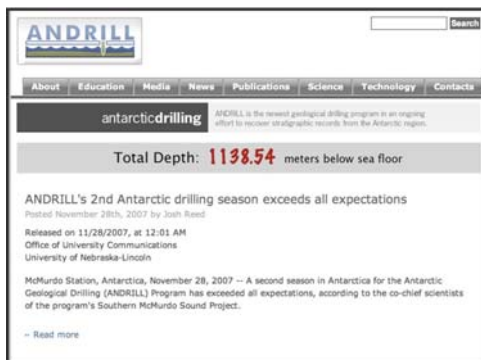 ANDRILL
Search
About Education Media News Publications Science Technology Contacts
antarcticdrilling
ANDRILL is the newest geological drilling program in an ongoing
effort to recover stratigraphic records from the Antarctic region.
Total Depth: 1138.54 meters below sea floor
ANDRILL's 2nd Antarctic drilling season exceeds all expectations
Posted November 28th, 2007 by Josh Reed
Released on 11/28/2007, at 12:01 AM
Office of University Communications
University of Nebraska-Lincoln
McMurdo Station, Antarctica, November 28, 2007 -- A second season in Antarctica for the Antarctic
Geological Drilling (ANDRILL) Program has exceeded all expectations, according to the co-chief scientists
of the program's Southern McMurdo Sound Project.
~ Read more